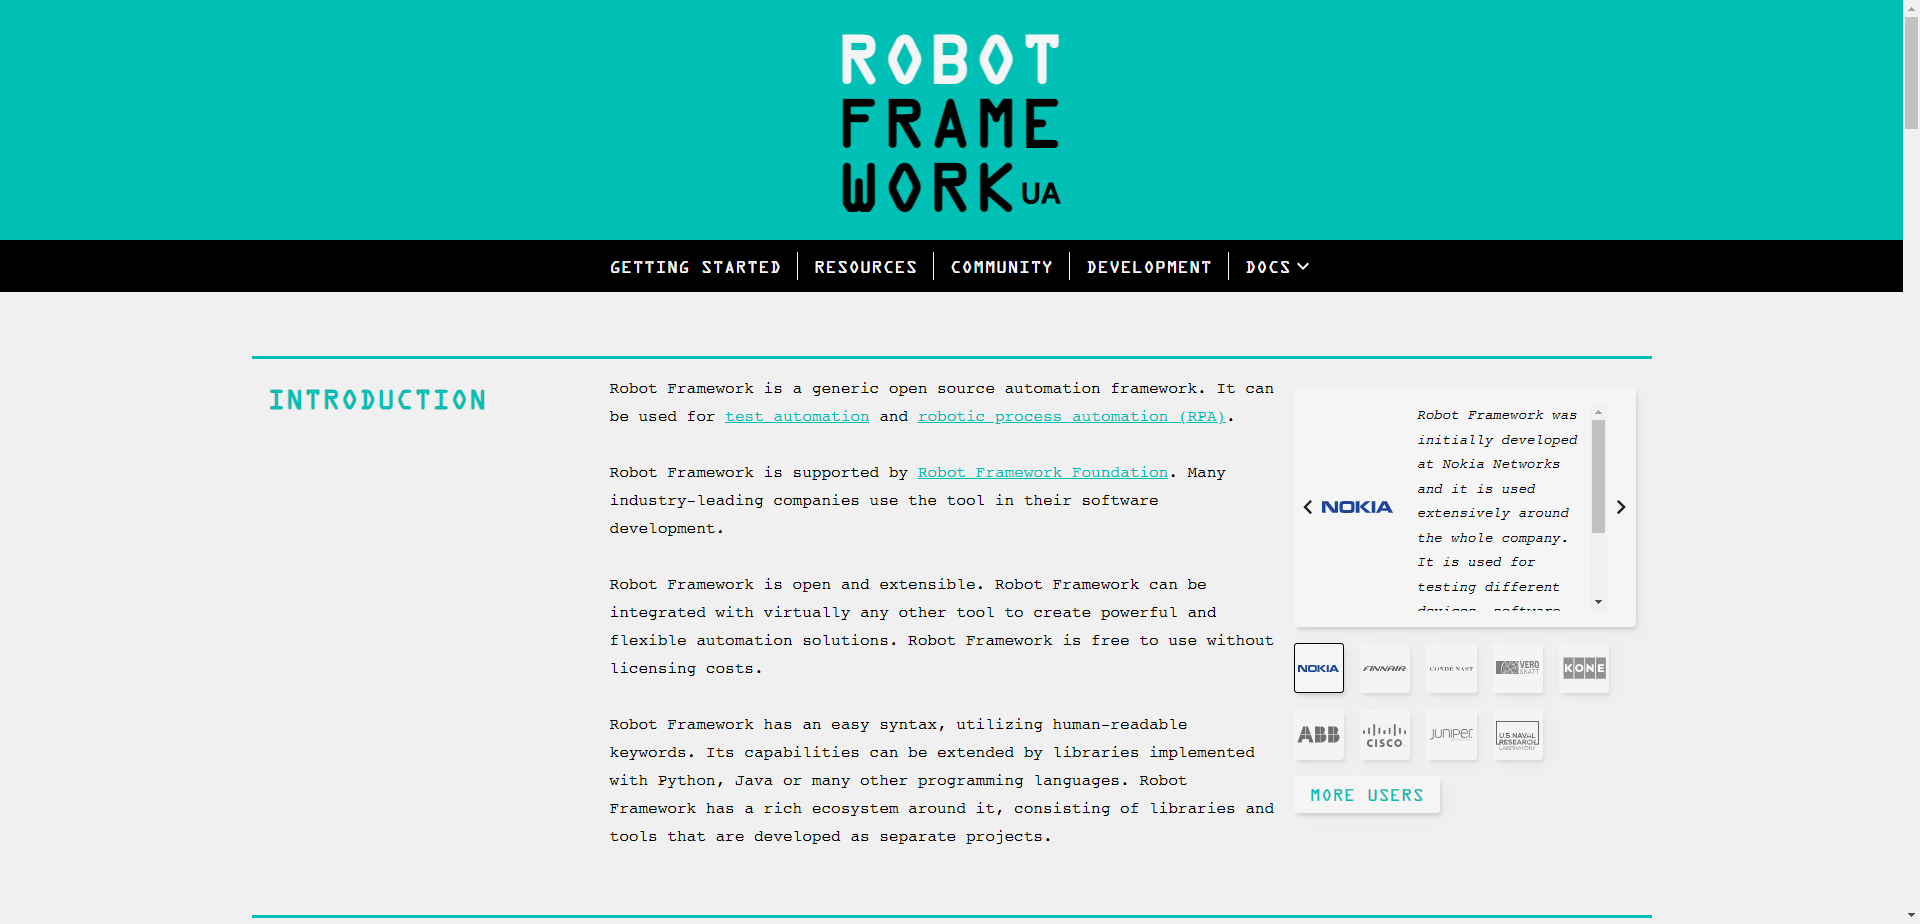 ROBOT
FRAME
WORK UA
GETTING STARTED
RESOURCES
COMMUNITY
DEVELOPMENT
DOCS
INTRODUCTION
Robot Framework is a generic open source automation framework. It can
be used for test automation and robotic process automation (RPA).
Robot Framework is supported by Robot Framework Foundation. Many
industry-leading companies use the tool in their software
development.
Robot Framework is open and extensible. Robot Framework can be
integrated with virtually any other tool to create powerful and
flexible automation solutions. Robot Framework is free to use without
licensing costs.
Robot Framework has an easy syntax, utilizing human-readable
keywords. Its capabilities can be extended by libraries implemented
with Python, Java or many other programming languages. Robot
Framework has a rich ecosystem around it, consisting of libraries and
tools that are developed as separate projects.
NOKIA
Robot Framework was
initially developed
at Nokia Networks
and it is used
extensively around
the whole company.
It is used for
testing different
devices, software
NOKIA
FINNAIR
CONDÉ NAST
VERO
SKATT
KONE
ABB
CISCO
JUNIPER
U.S. NAVAL
RESEARCH
LABORATORY
MORE USERS